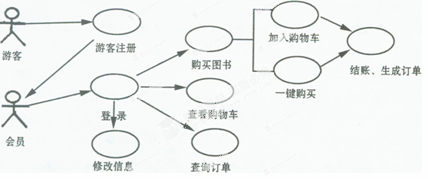 游客
游客注册
购买图书
加入购物车
结账、生成订单
一键购买
会员
登录
查看购物车
修改信息
查询订单